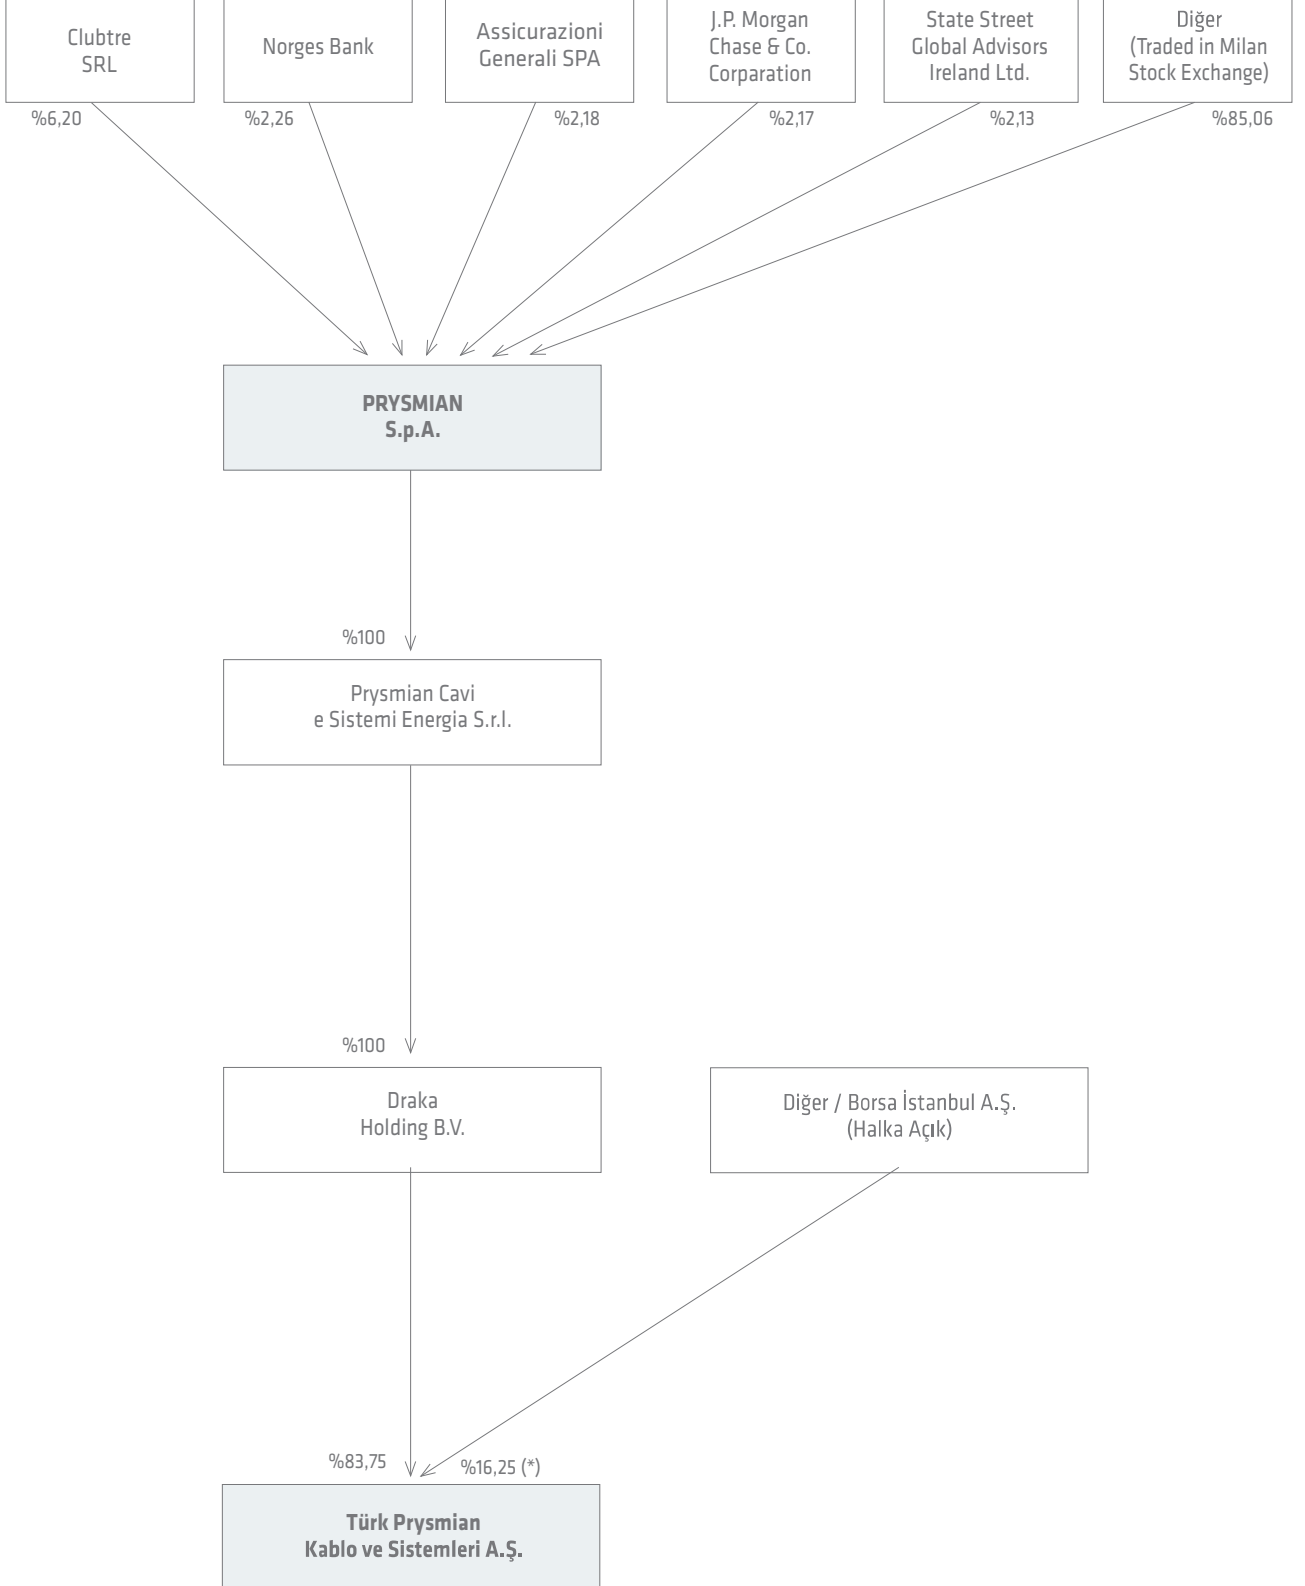 Clubtre
SRL
Norges Bank
Assicurazioni
Generali SPA
J.P. Morgan
Chase & Co.
Corparation
State Street
Global Advisors
Ireland Ltd.
Diğer
(Traded in Milan
Stock Exchange)
%6,20
%2,26
%2,18
%2,17
%2,13
%85,06
PRYSMIAN
S.p.A.
%100
Prysmian Cavi
e Sistemi Energia S.r.l.
%100
Draka
Holding B.V.
Diğer / Borsa İstanbul A.Ş.
(Halka Açık)
%83,75
%16,25 (*)
Türk Prysmian
Kablo ve Sistemleri A.Ş.